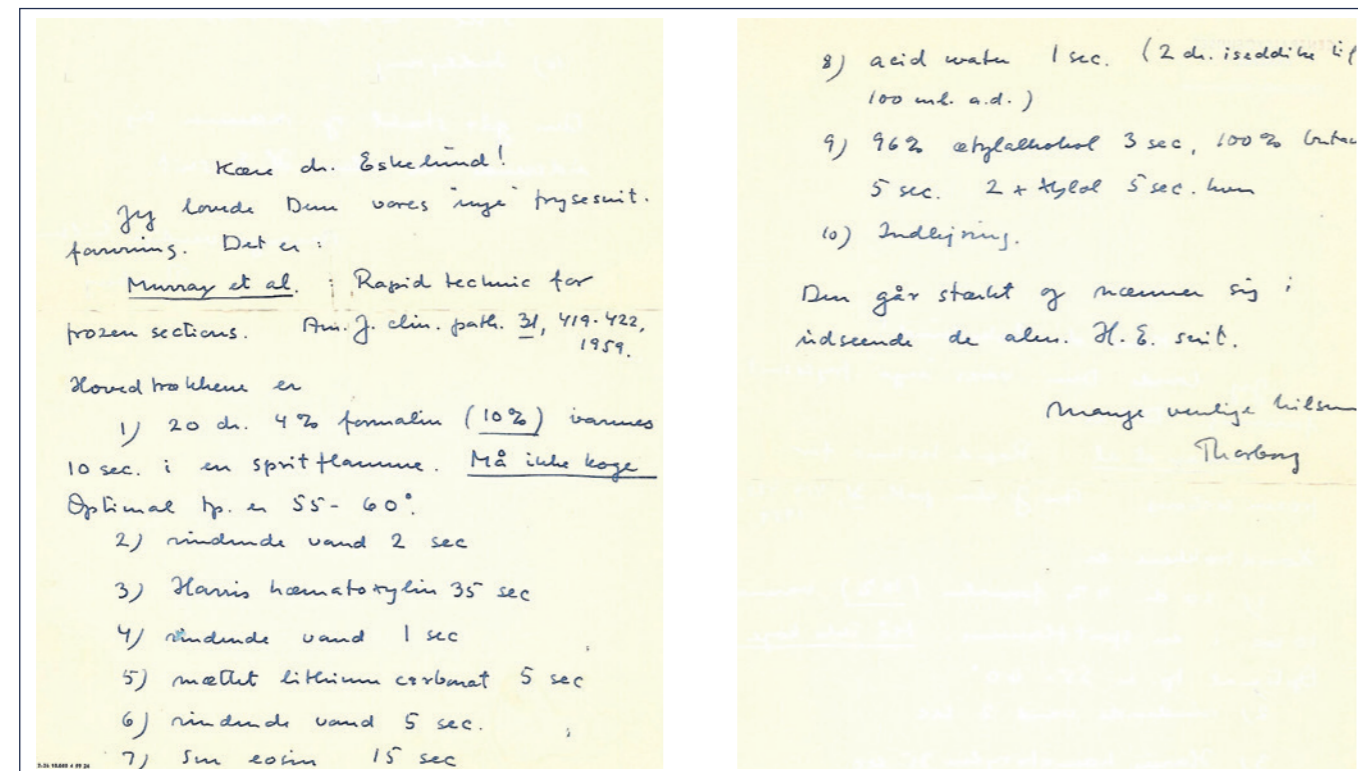 Kære dr. Eskelund!
Jeg lovede Dem vores "nye" frysesnit.
farvning. Det er :
Murray et al. : Rapid technic for
frozen sections. Am. J. clin. path. 31, 419-422,
1959.
Hovedtrækkene er
1) 20 dr. 4% formalin (10%) varmes
10 sec. i en spritflamme. Må ikke koge
Optimal tp. er 55-60°.
2) rindende vand 2 sec
3) Harris hæmatoxylin 35 sec
4) rindende vand 1 sec
5) mættet lithium carbonat 5 sec
6) rindende vand 5 sec.
7) eosin 15 sec
8) acid water 1 sec. (2 dr. iseddike til
100 ml. a.d.)
9) 96% ætylalkohol 3 sec, 100%
5 sec. 2 + Xylol 5 sec. hver
10) Indlejring.
Den går stærkt og nærmer sig i
udseende de alm. H.E. snit.
Mange venlige hilsner
Thorborg